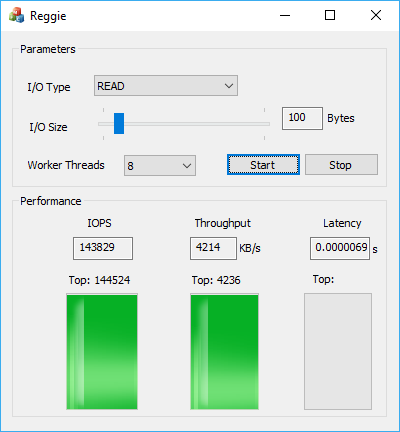 Reggie
Parameters
I/O Type READ
I/O Size 100 Bytes
Worker Threads 8 Start Stop
Performance
IOPS Throughput Latency
143829 4214 KB/s 0.0000069 s
Top: 144524 Top: 4236 Top: